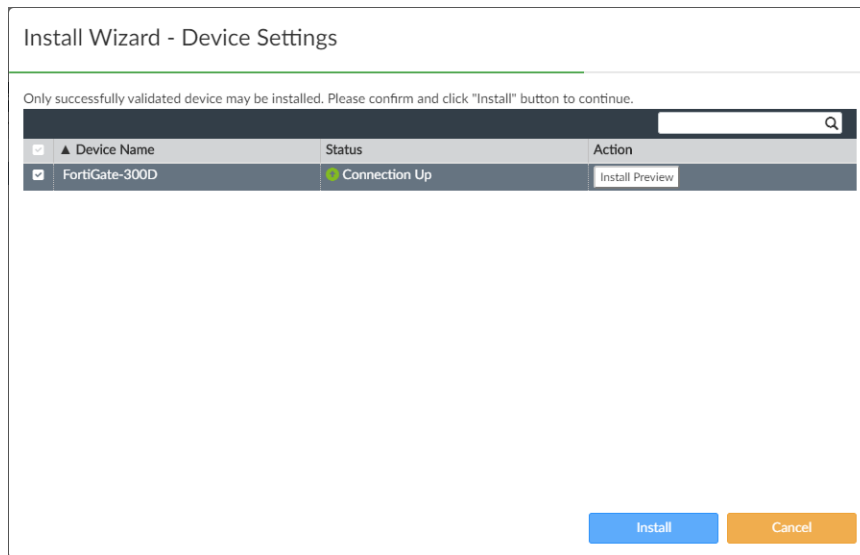 Install Wizard - Device Settings
Only successfully validated device may be installed. Please confirm and click "Install" button to continue.
▲ Device Name Status Action
FortiGate-300D Connection Up Install Preview
Install Cancel